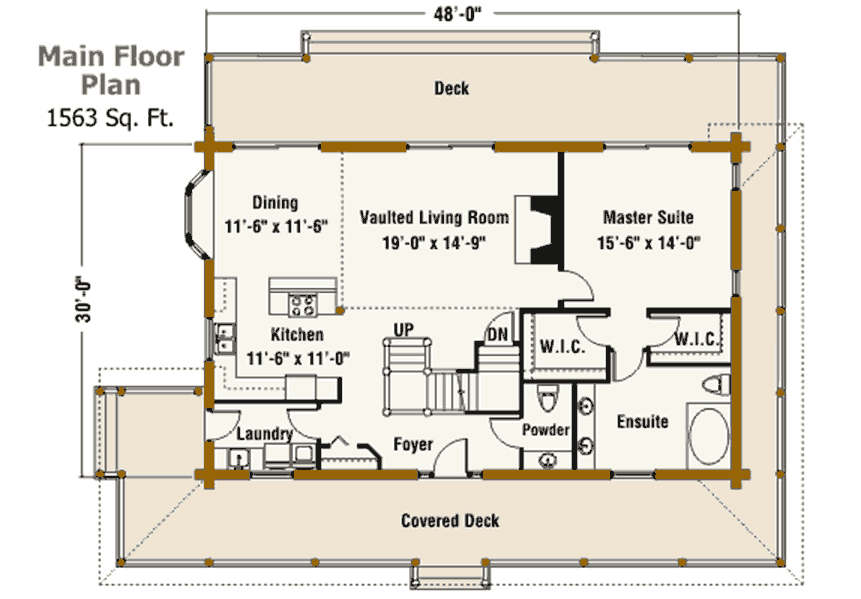 48'-0"
Main Floor
Plan
1563 Sq. Ft.
Deck
Dining
11'-6" x 11'-6"
Vaulted Living Room
19'-0" x 14'-9"
Master Suite
15'-6" x 14'-0"
30'-0"
Kitchen
11'-6" x 11'-0"
UP
DN
W.I.C.
W.I.C.
Laundry
Foyer
Powder
Ensuite
Covered Deck